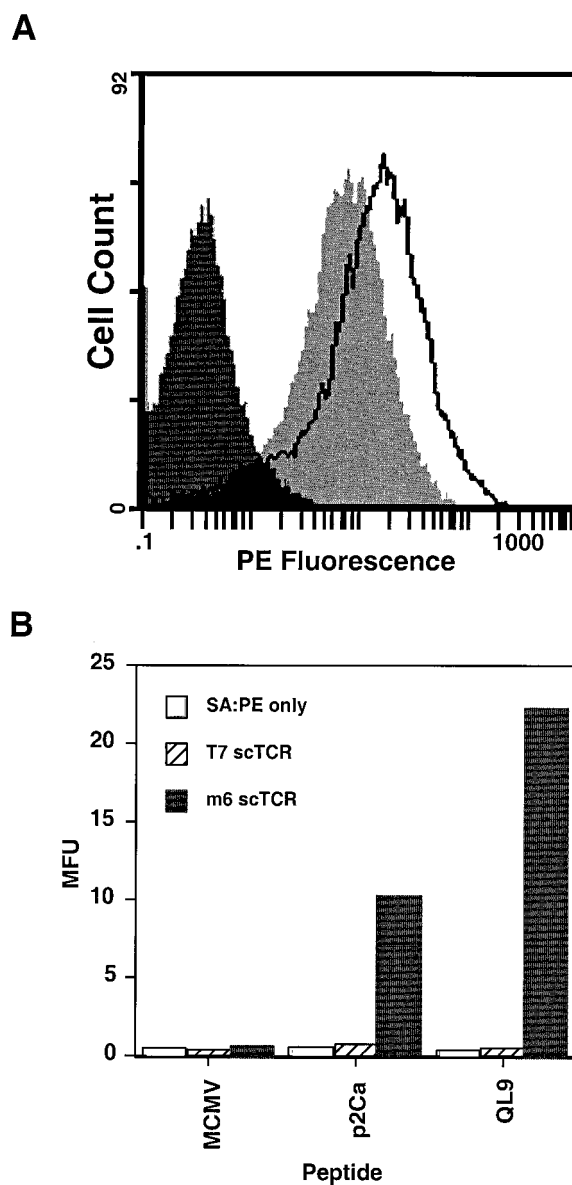 A
92
Cell Count
0
.1
1000
PE Fluorescence
B
25
20
15
10
5
0
MFU
SA:PE only
T7 scTCR
m6 scTCR
MCMV
p2Ca
QL9
Peptide